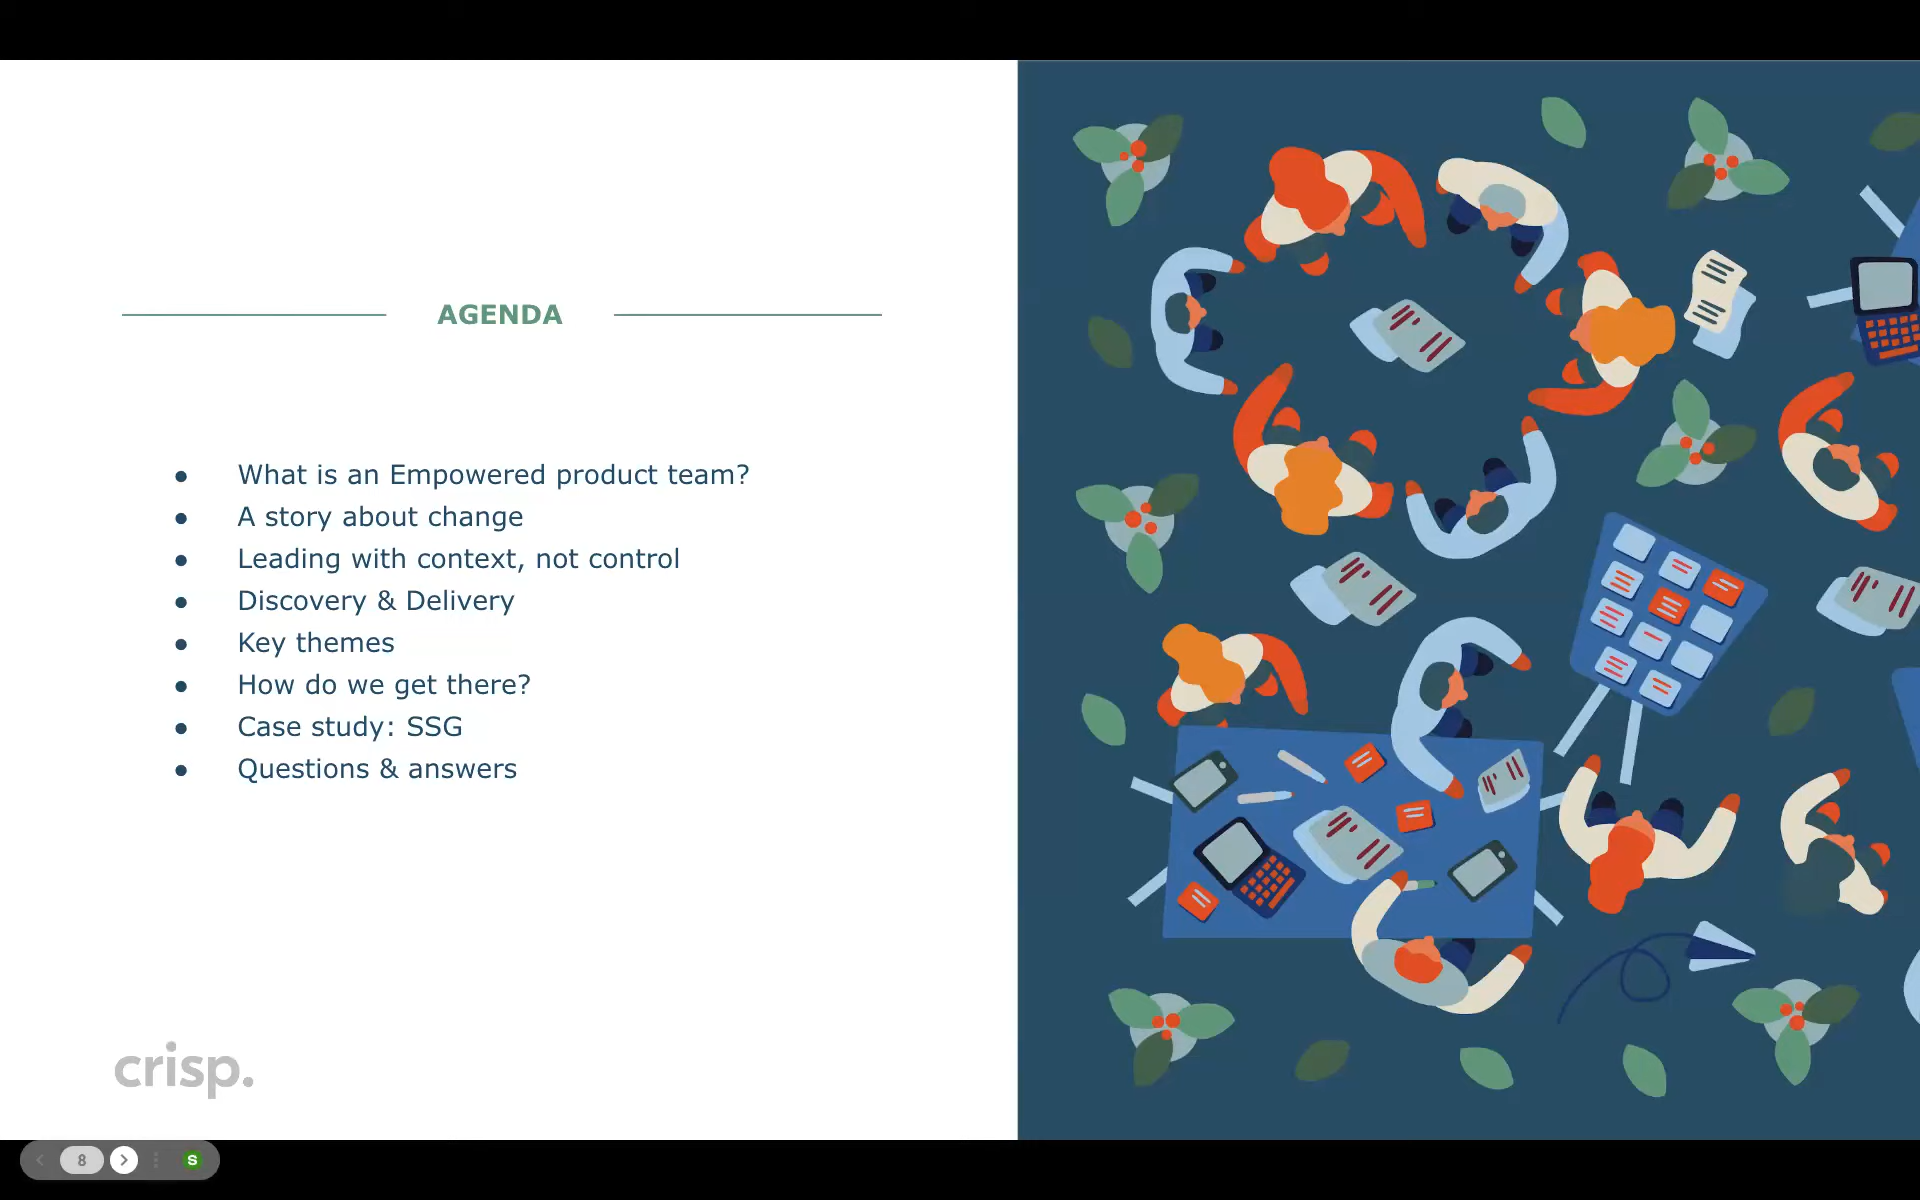 AGENDA
● What is an Empowered product team?
● A story about change
● Leading with context, not control
● Discovery & Delivery
● Key themes
● How do we get there?
● Case study: SSG
● Questions & answers
crisp.
8
S